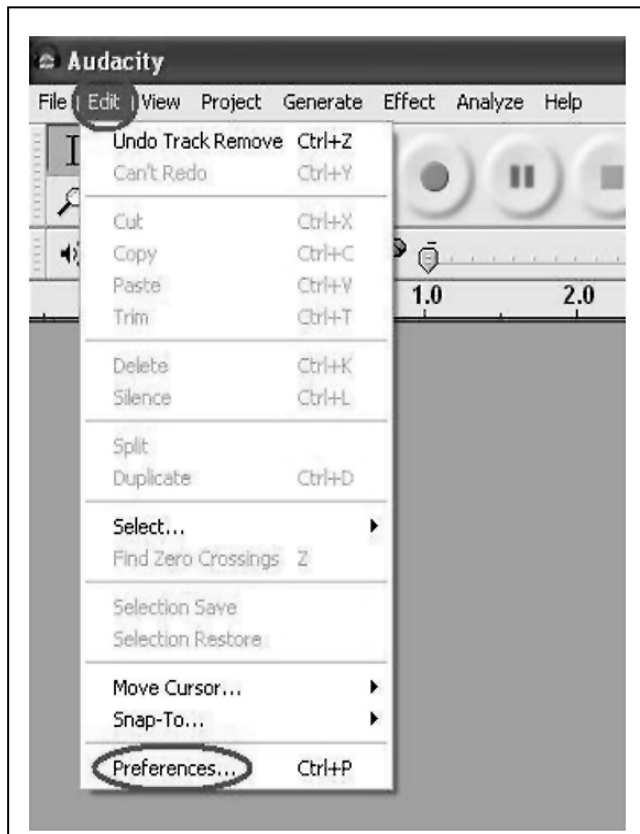 Audacity
File Edit View Project Generate Effect Analyze Help
Undo Track Remove Ctrl+Z
Can't Redo Ctrl+Y
Cut Ctrl+X
Copy Ctrl+C
Paste Ctrl+V
Trim Ctrl+T
Delete Ctrl+K
Silence Ctrl+L
Split
Duplicate Ctrl+D
Select...
Find Zero Crossings Z
Selection Save
Selection Restore
Move Cursor...
Snap-To...
Preferences... Ctrl+P
1.0 2.0